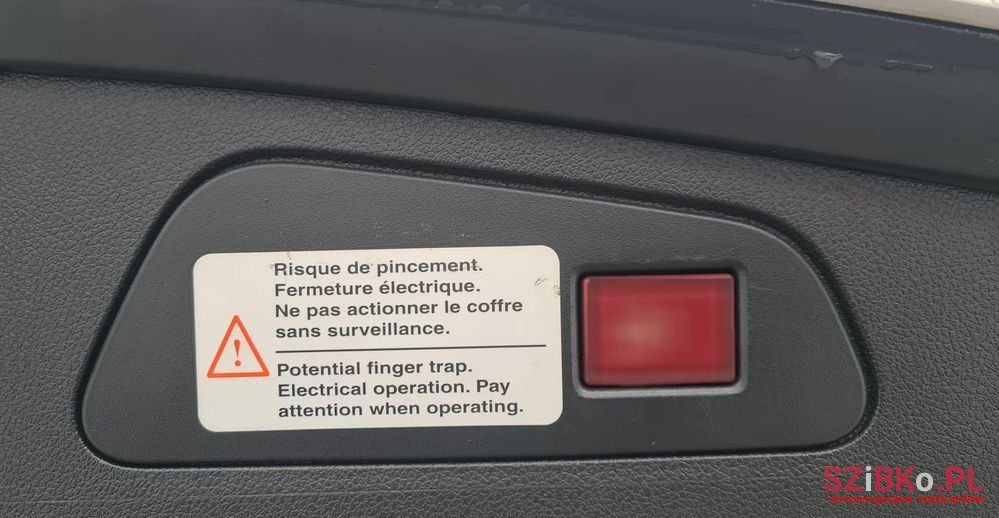 Risque de pincement.
Fermeture électrique.
Ne pas actionner le coffre
sans surveillance.
!
Potential finger trap.
Electrical operation. Pay
attention when operating.
SZiBKo.PL